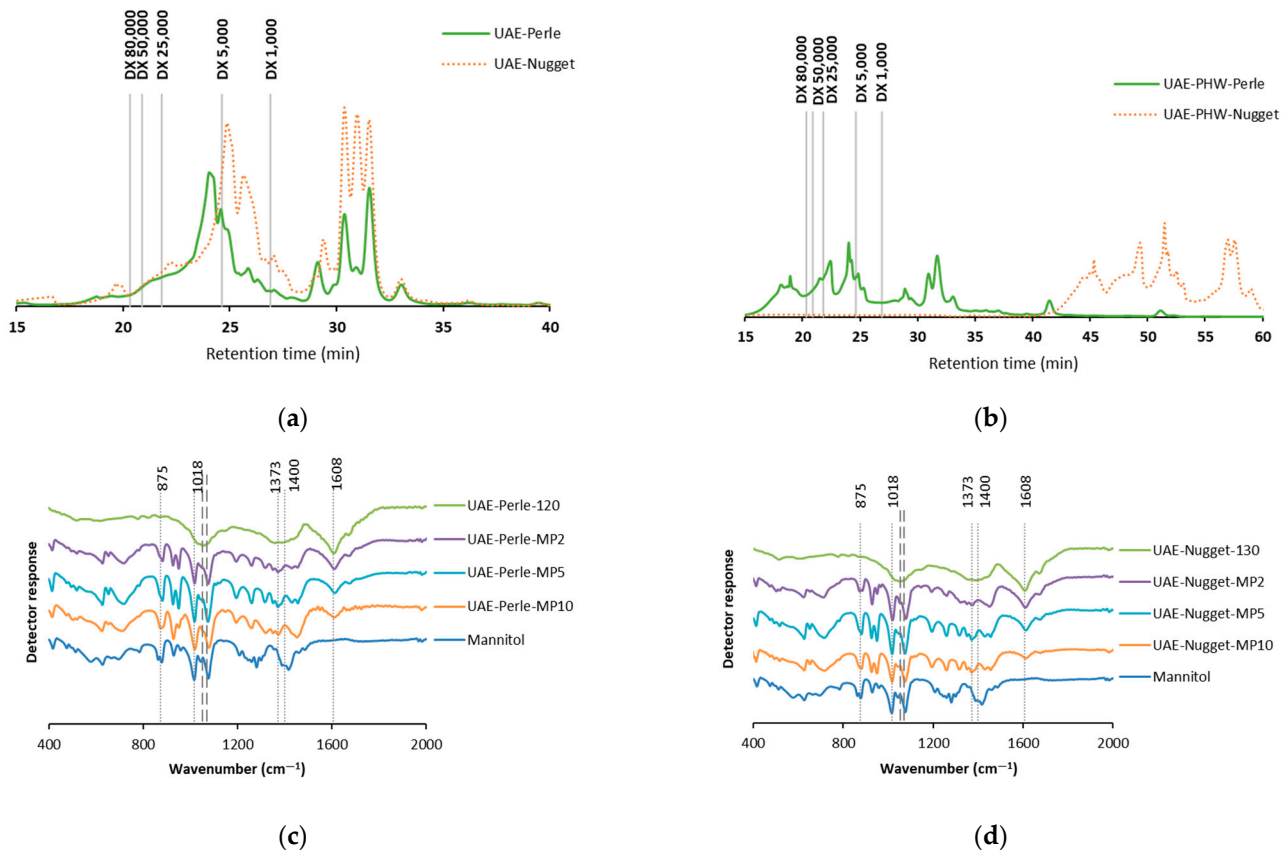 DX 80,000
DX 50,000
DX 25,000
DX 5,000
DX 1,000
UAE-Perle
UAE-Nugget
15 20 25 30 35 40
Retention time (min)
(a)
DX 80,000
DX 50,000
DX 25,000
DX 5,000
DX 1,000
UAE-PHW-Perle
UAE-PHW-Nugget
15 20 25 30 35 40 45 50 55 60
Retention time (min)
(b)
875
1018
1373
1400
1608
UAE-Perle-120
UAE-Perle-MP2
UAE-Perle-MP5
UAE-Perle-MP10
Mannitol
Detector response
400 800 1200 1600 2000
Wavenumber (cm⁻¹)
(c)
875
1018
1373
1400
1608
UAE-Nugget-130
UAE-Nugget-MP2
UAE-Nugget-MP5
UAE-Nugget-MP10
Mannitol
Detector response
400 800 1200 1600 2000
Wavenumber (cm⁻¹)
(d)